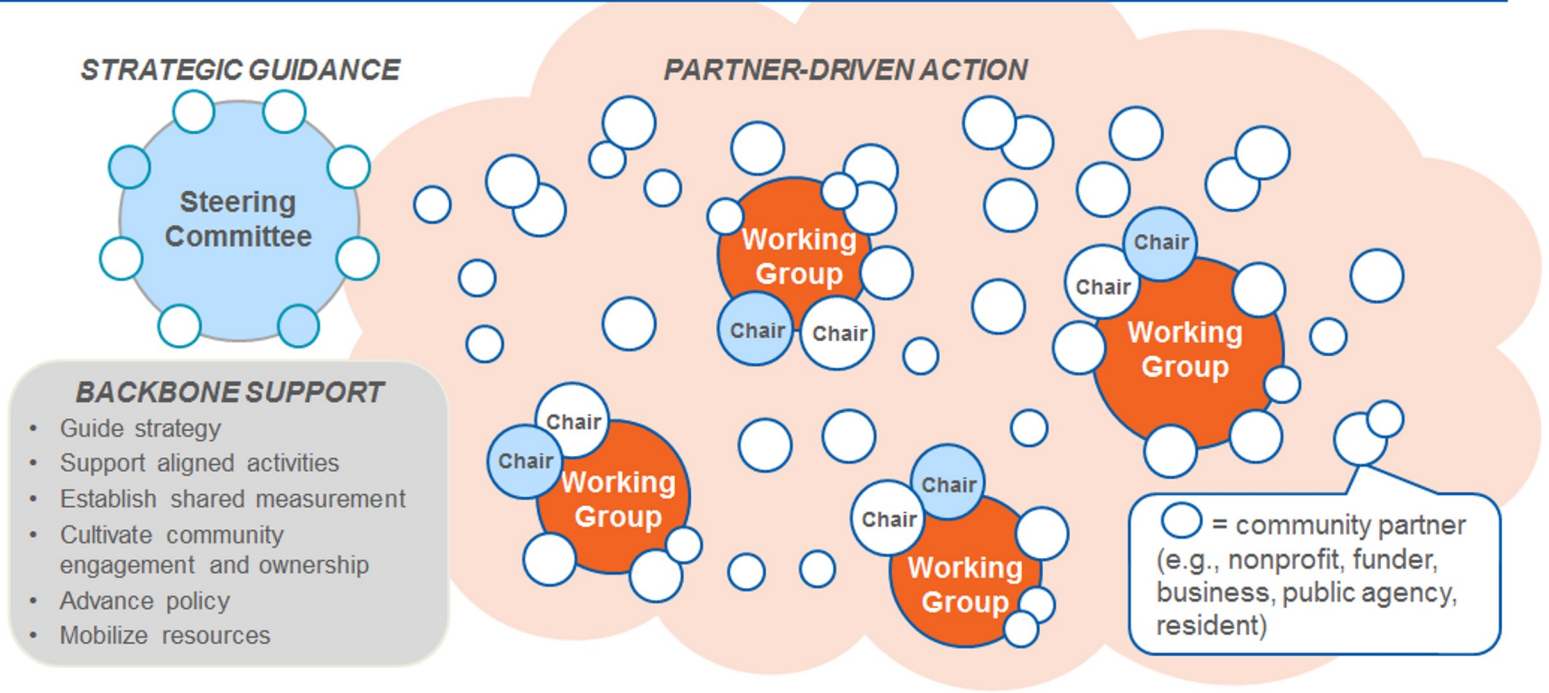 STRATEGIC GUIDANCE
PARTNER-DRIVEN ACTION
Steering
Committee
BACKBONE SUPPORT
• Guide strategy
• Support aligned activities
• Establish shared measurement
• Cultivate community
engagement and ownership
• Advance policy
• Mobilize resources
Working
Group
Chair
Chair
Chair
Chair
Working
Group
Chair
Chair
Working
Group
Chair
Chair
Working
Group
= community partner
(e.g., nonprofit, funder,
business, public agency,
resident)